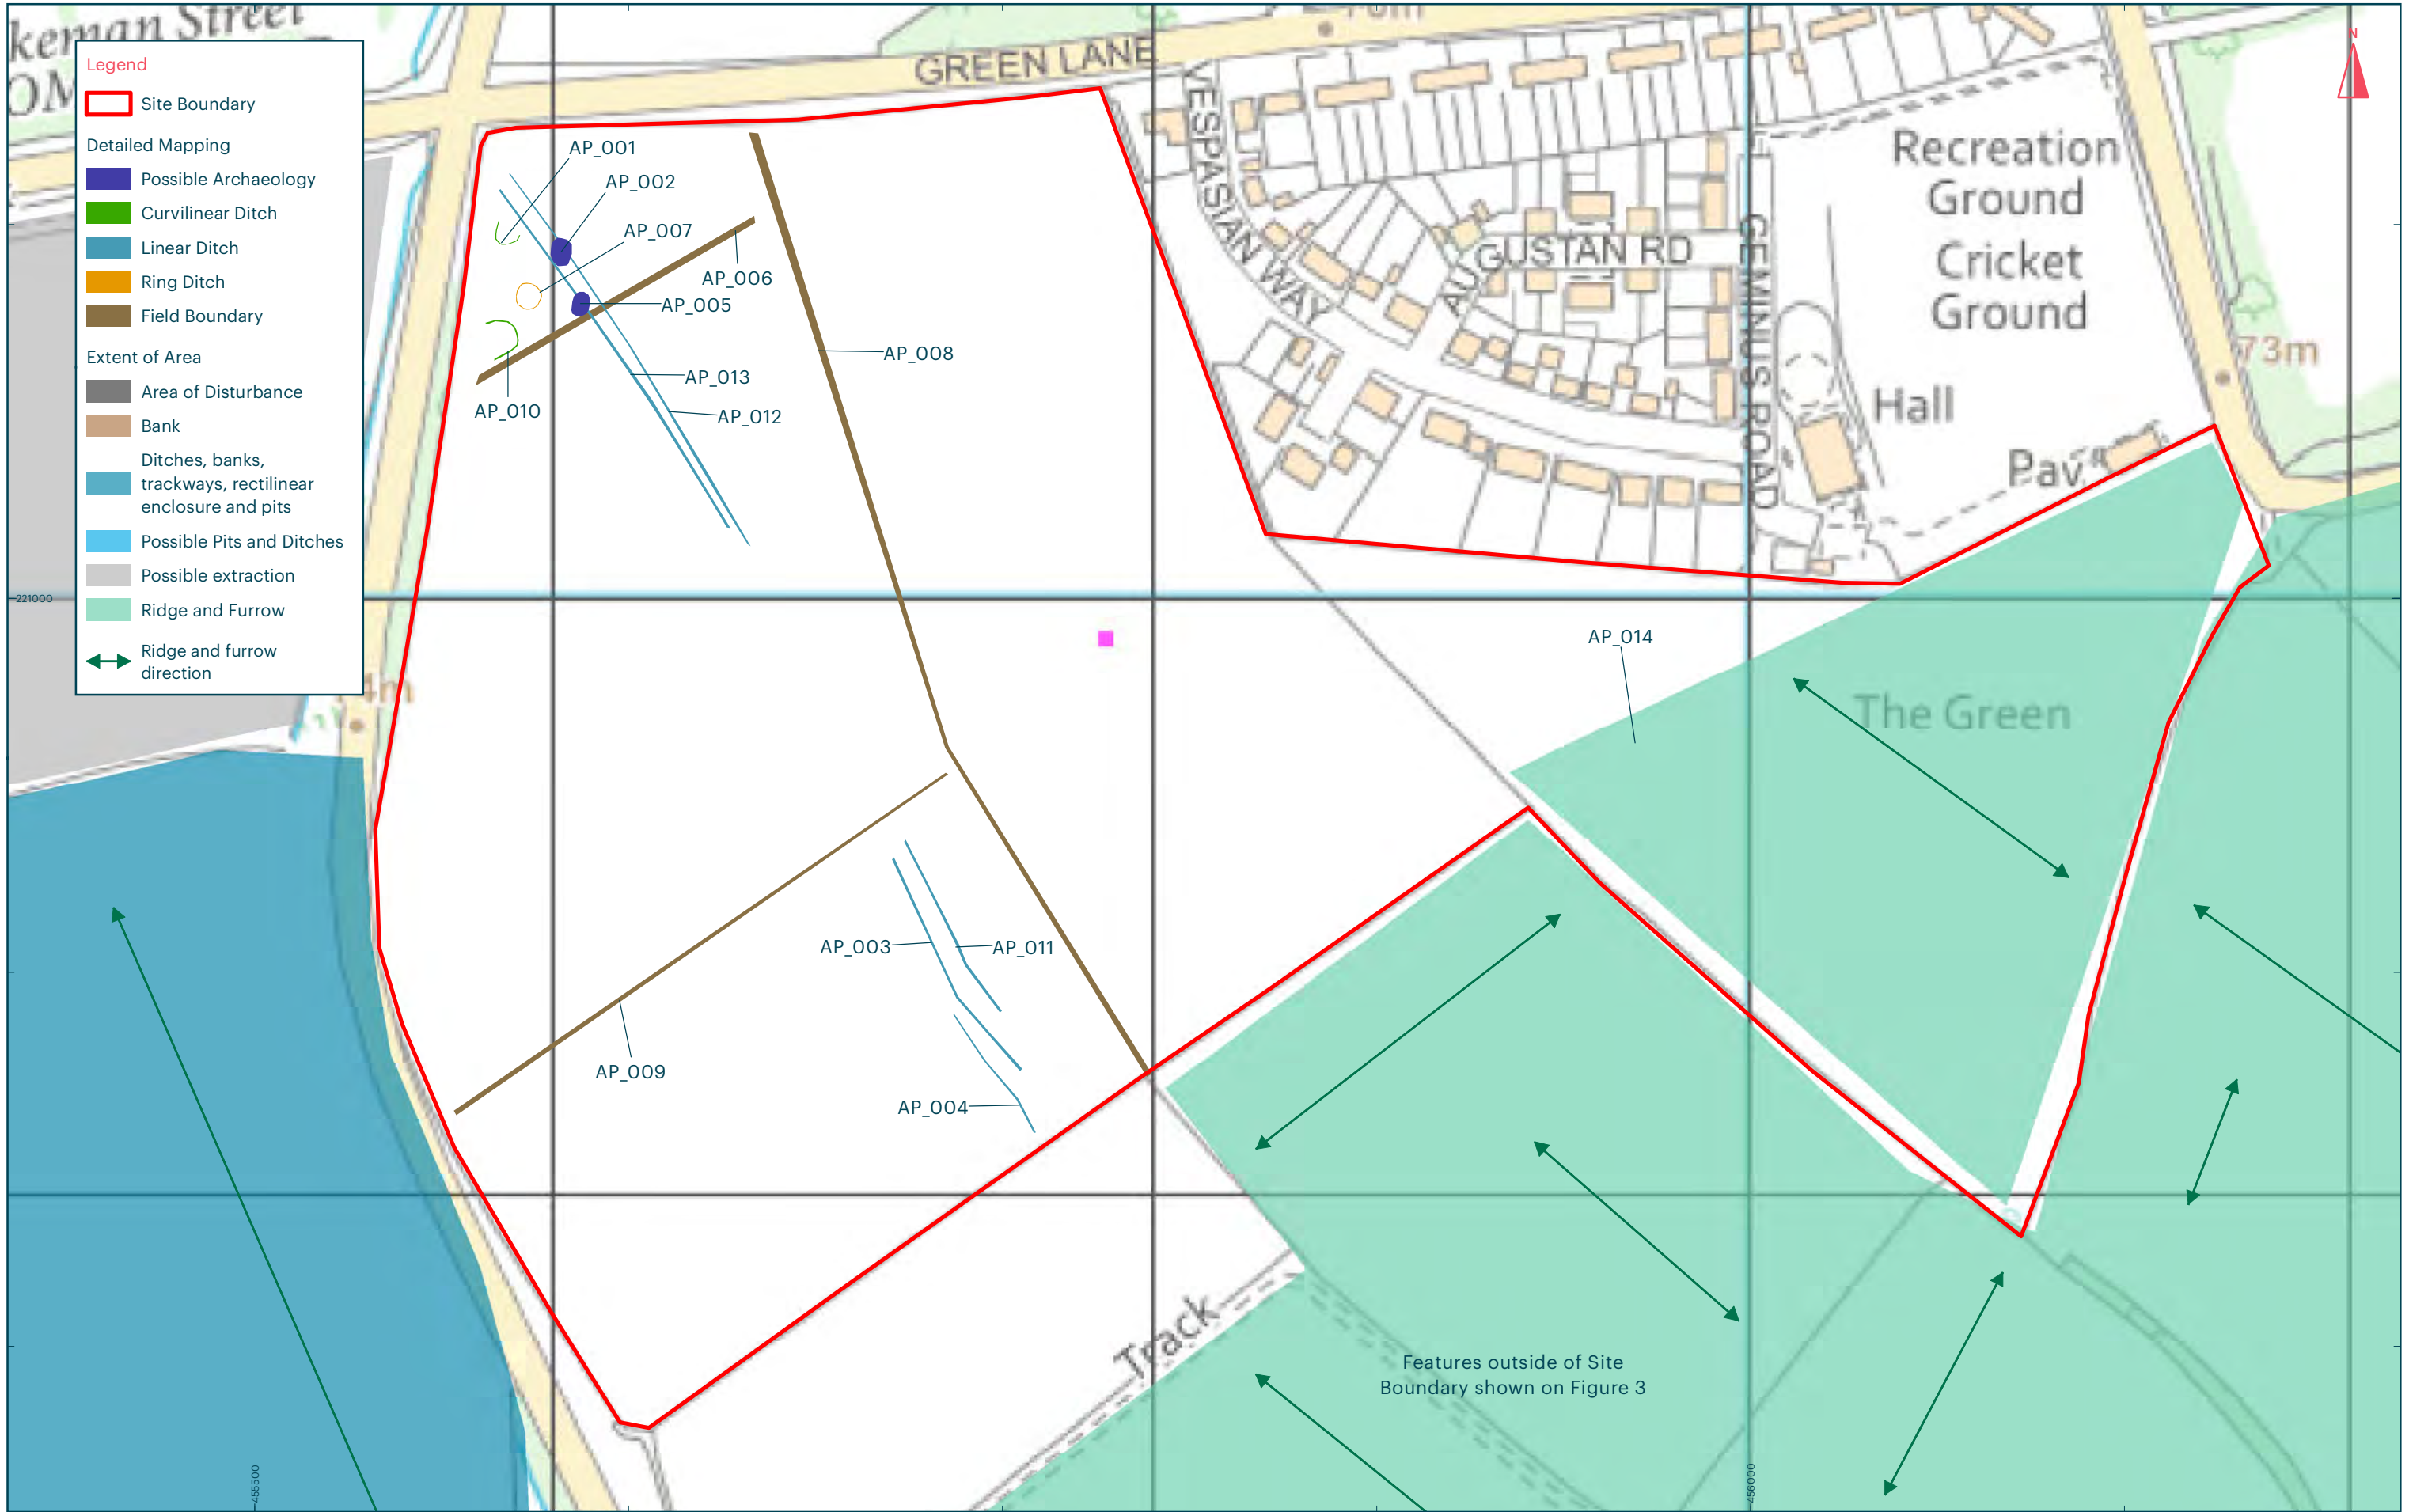 keman Street
Legend
Site Boundary
Detailed Mapping
Possible Archaeology
Curvilinear Ditch
Linear Ditch
Ring Ditch
Field Boundary
Extent of Area
Area of Disturbance
Bank
Ditches, banks,
trackways, rectilinear
enclosure and pits
Possible Pits and Ditches
Possible extraction
Ridge and Furrow
Ridge and furrow
direction
N
GREEN LANE
VESPASIAN WAY
AUGUSTAN RD
GEMINUS ROAD
Recreation
Ground
Cricket
Ground
73m
Hall
Pav
AP_001
AP_002
AP_007
AP_006
AP_005
AP_008
AP_013
AP_012
AP_010
221000
4m
AP_014
The Green
AP_003
AP_011
AP_009
AP_004
Track
Features outside of Site
Boundary shown on Figure 3
455500
456000